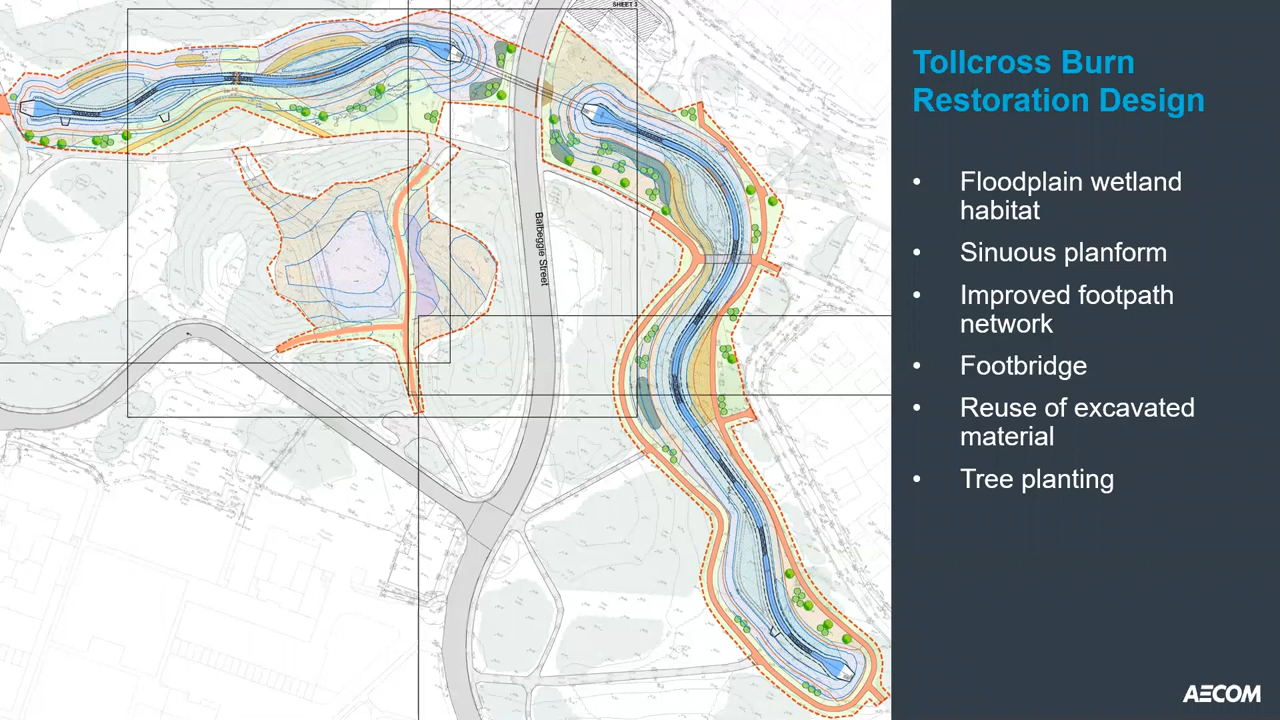 SHEET 3
Balbeggie Street
Tollcross Burn
Restoration Design
• Floodplain wetland
habitat
• Sinuous planform
• Improved footpath
network
• Footbridge
• Reuse of excavated
material
• Tree planting
AECOM